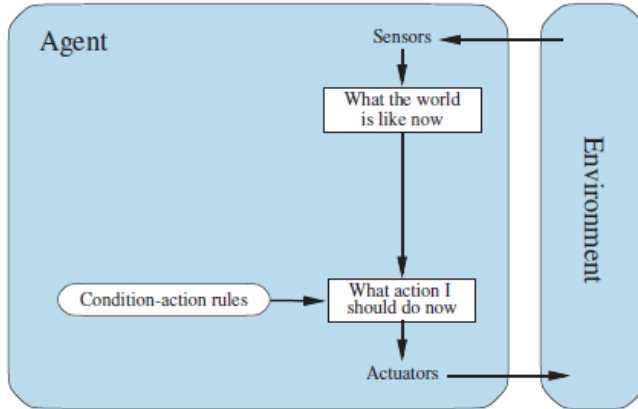 Agent
Sensors
What the world
is like now
Environment
Condition-action rules
What action I
should do now
Actuators